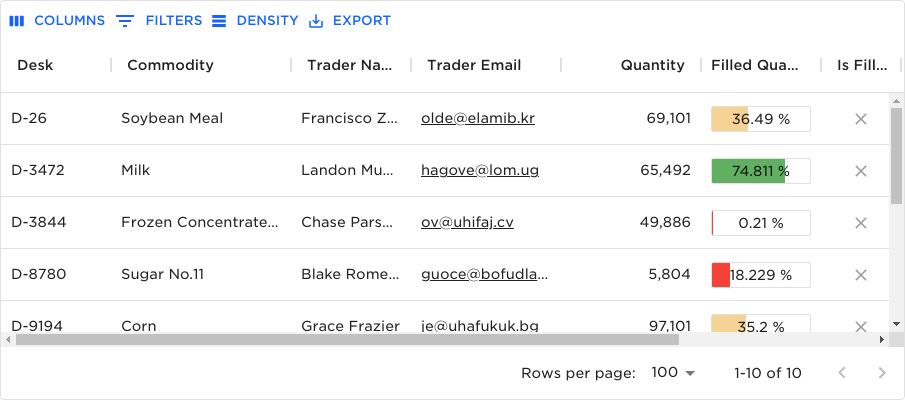 COLUMNS FILTERS DENSITY EXPORT
Desk Commodity Trader Na... Trader Email Quantity Filled Qua... Is Fill...
D-26 Soybean Meal Francisco Z... olde@elamib.kr 69,101 36.49 %
D-3472 Milk Landon Mu... hagove@lom.ug 65,492 74.811 %
D-3844 Frozen Concentrate... Chase Pars... ov@uhifaj.cv 49,886 0.21 %
D-8780 Sugar No.11 Blake Rome... guoce@bofudla... 5,804 18.229 %
D-9194 Corn Grace Frazier je@uhafukuk.bg 97,101 35.2 %
Rows per page: 100 1-10 of 10